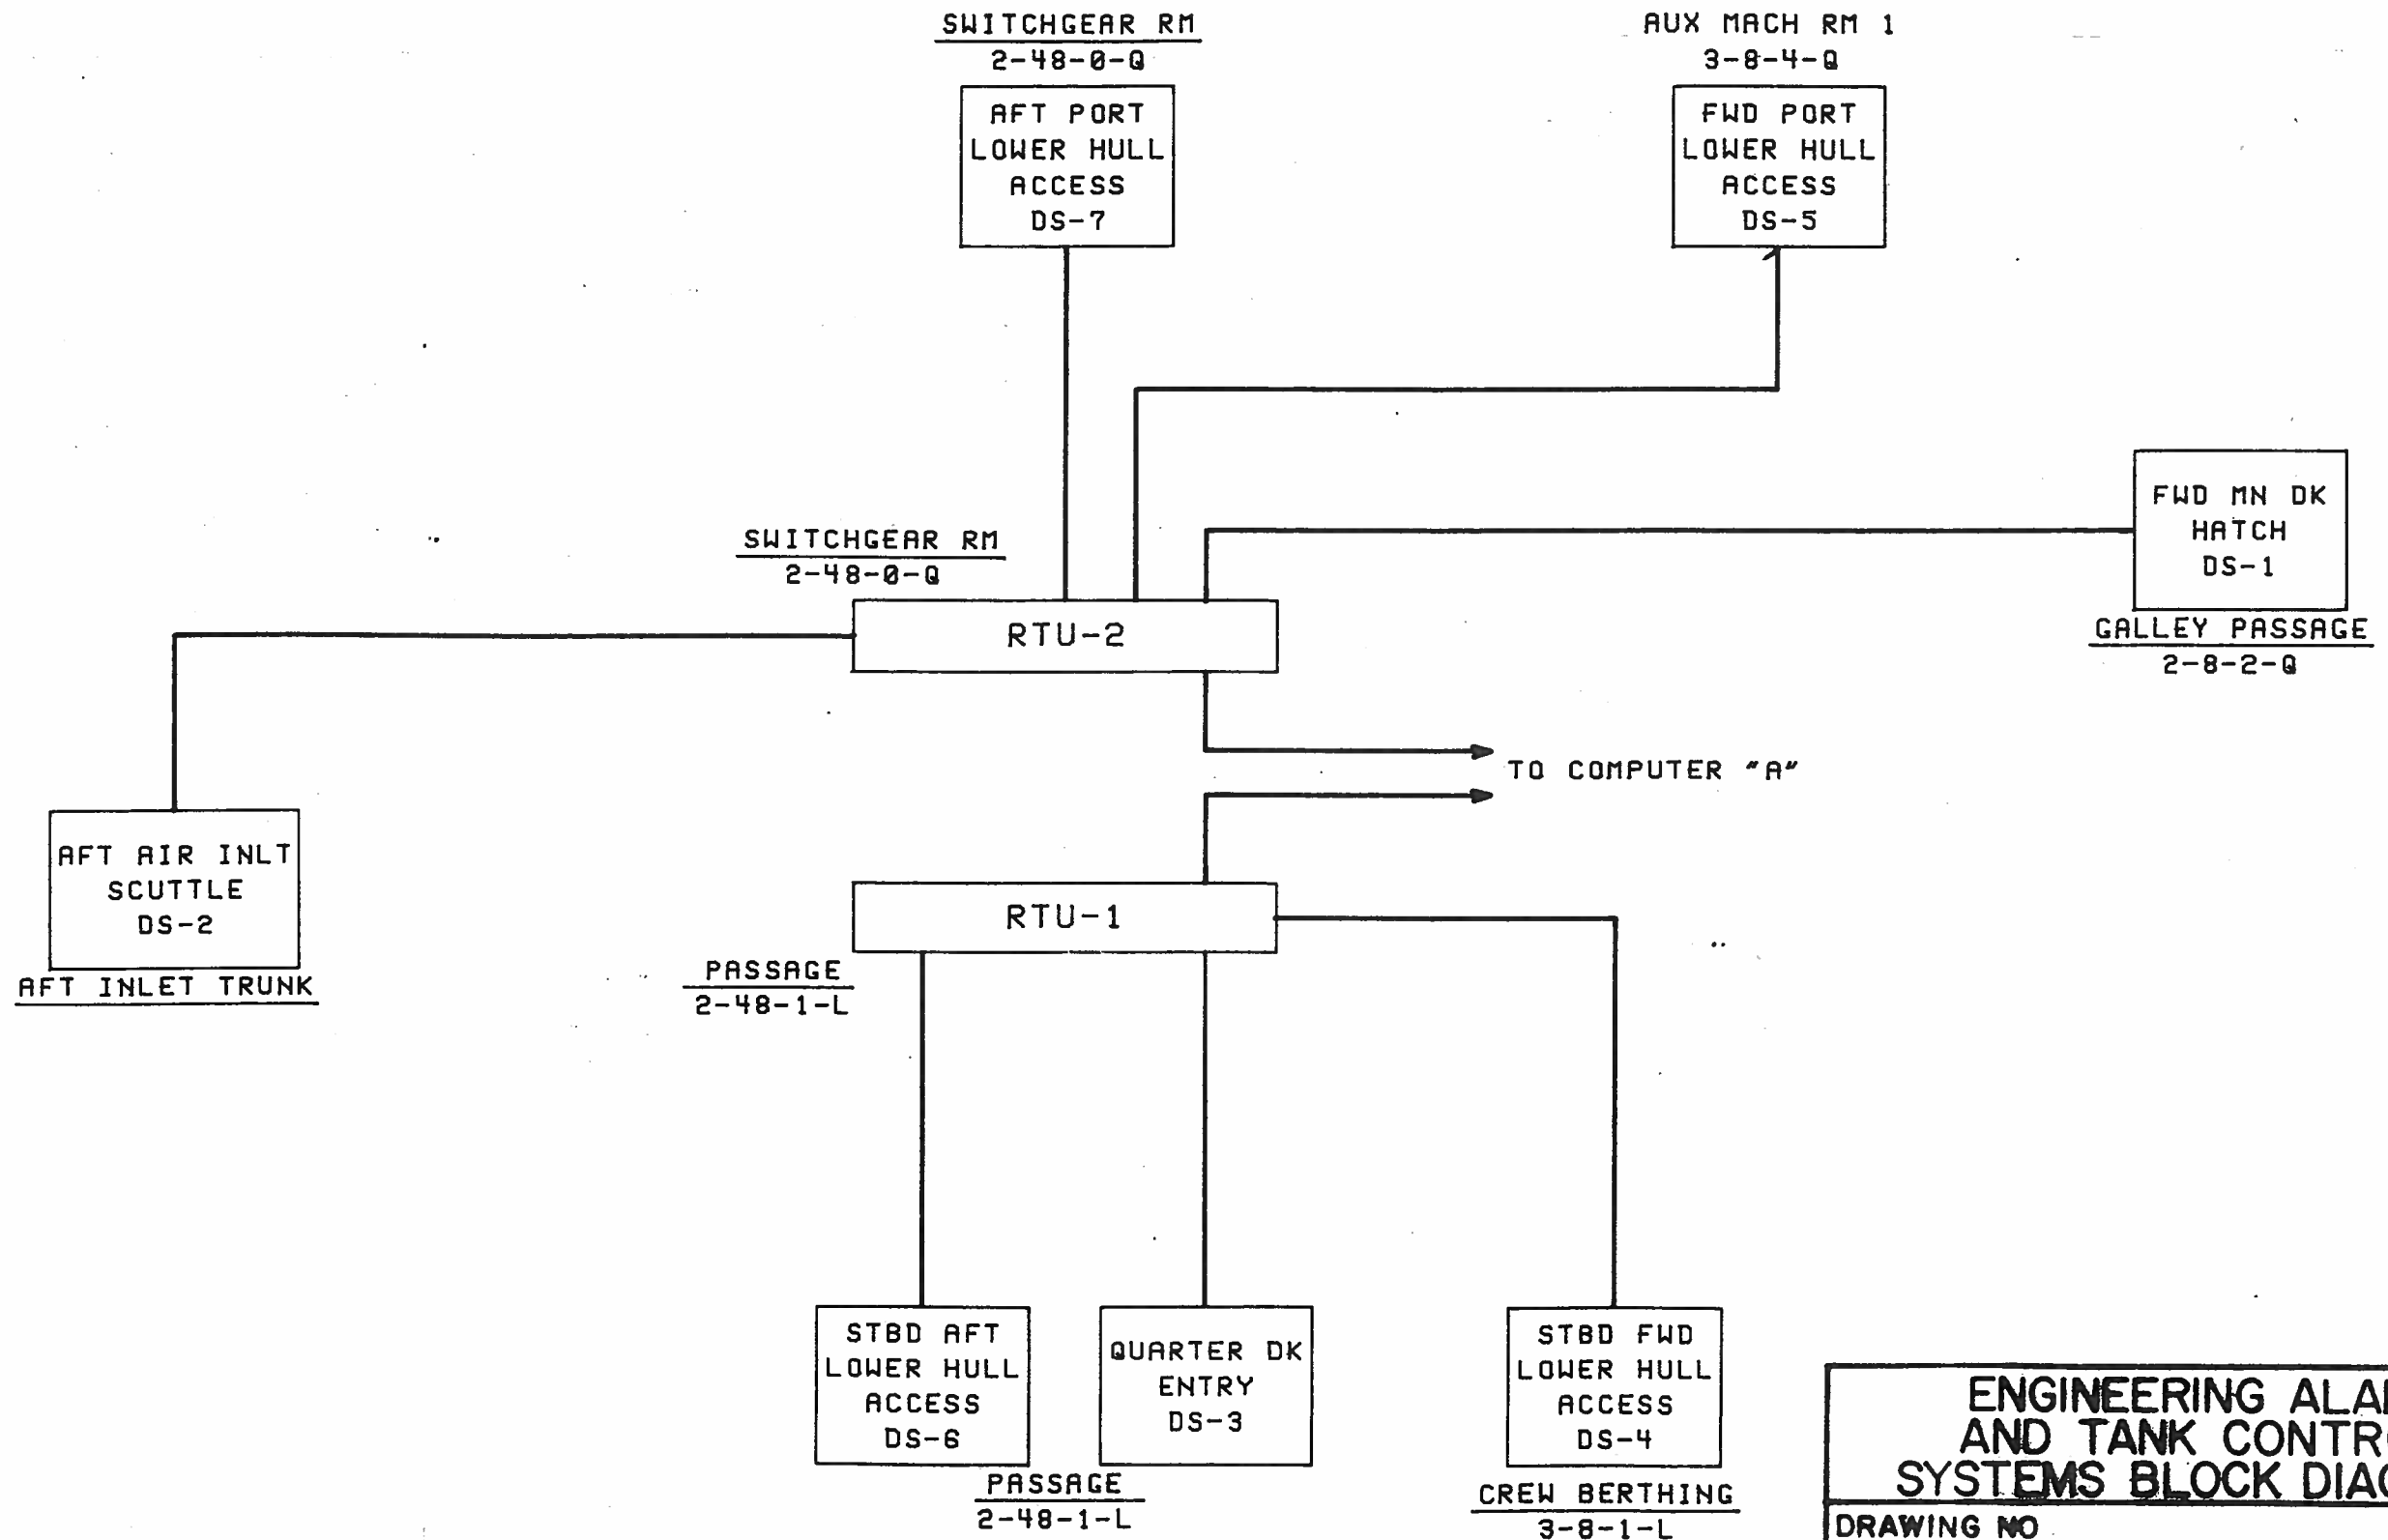 SWITCHGEAR RM
2-48-0-Q
AFT PORT
LOWER HULL
ACCESS
DS-7
AUX MACH RM 1
3-8-4-Q
FWD PORT
LOWER HULL
ACCESS
DS-5
FWD MN DK
HATCH
DS-1
GALLEY PASSAGE
2-8-2-Q
SWITCHGEAR RM
2-48-0-Q
RTU-2
TO COMPUTER "A"
AFT AIR INLT
SCUTTLE
DS-2
AFT INLET TRUNK
RTU-1
PASSAGE
2-48-1-L
STBD AFT
LOWER HULL
ACCESS
DS-6
QUARTER DK
ENTRY
DS-3
PASSAGE
2-48-1-L
STBD FWD
LOWER HULL
ACCESS
DS-4
CREW BERTHING
3-8-1-L
ENGINEERING
AND TANK
SYSTEMS BLOCK
DRAWING NO